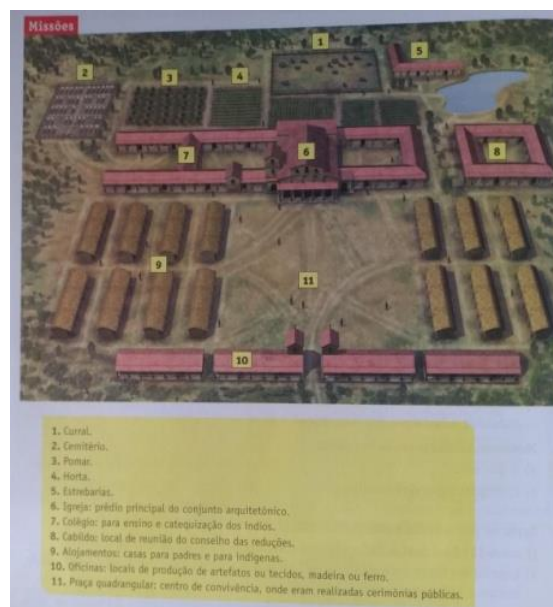 Missões
1
5
2
3
4
7
6
8
9
11
10
1. Curral.
2. Cemitério.
3. Pomar.
4. Horta.
5. Estrebarias.
6. Igreja: prédio principal do conjunto arquitetônico.
7. Colégio: para ensino e catequização dos índios.
8. Cabildo: local de reunião do conselho das reduções.
9. Alojamentos: casas para padres e para indígenas.
10. Oficinas: locais de produção de artefatos ou tecidos, madeira ou ferro.
11. Praça quadrangular: centro de convivência, onde eram realizadas cerimônias públicas.